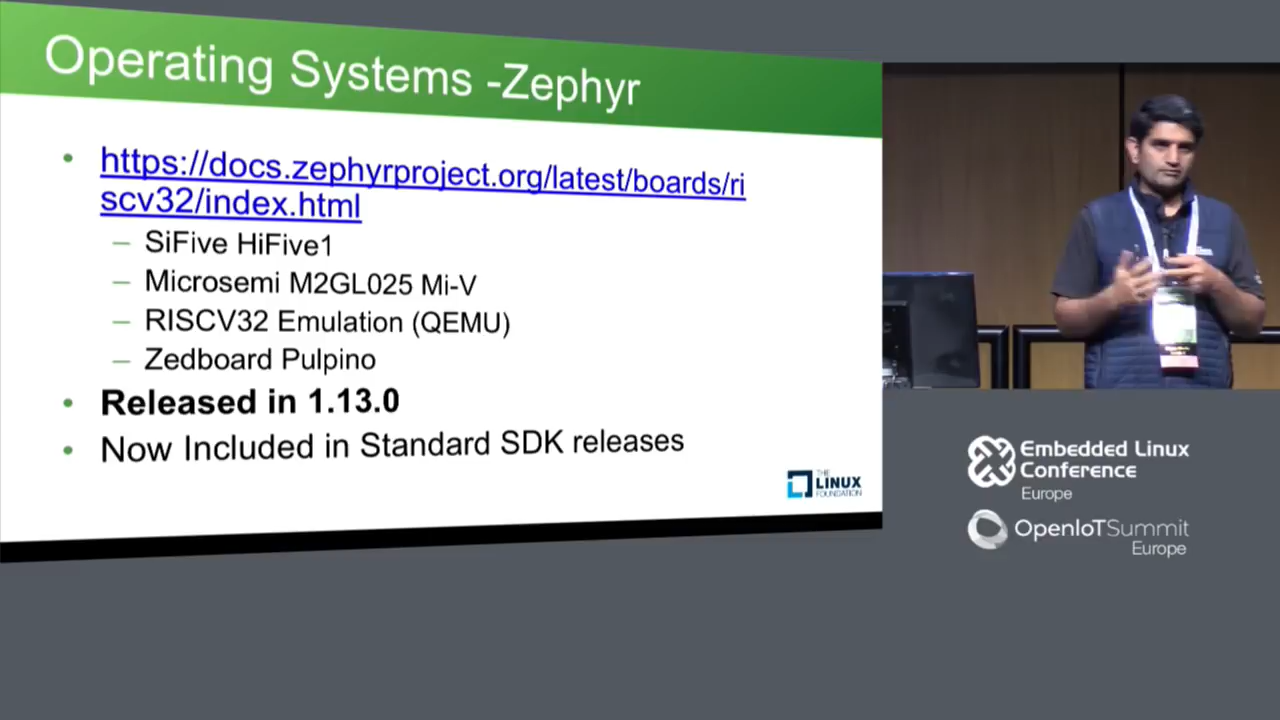 Operating Systems -Zephyr
• https://docs.zephyrproject.org/latest/boards/ri
scv32/index.html
– SiFive HiFive1
– Microsemi M2GL025 Mi-V
– RISCV32 Emulation (QEMU)
– Zedboard Pulpino
• Released in 1.13.0
• Now Included in Standard SDK releases
THE
LINUX
FOUNDATION
Embedded Linux
Conference
Europe
OpenIoTSummit
Europe